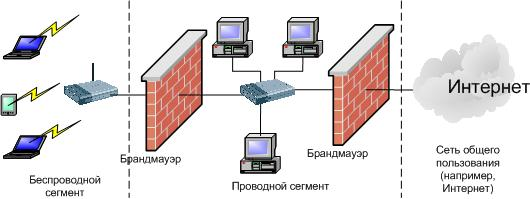 Интернет
Брандмауэр
Брандмауэр
Беспроводной
сегмент
Проводной сегмент
Сеть общего
пользования
(например,
Интернет)